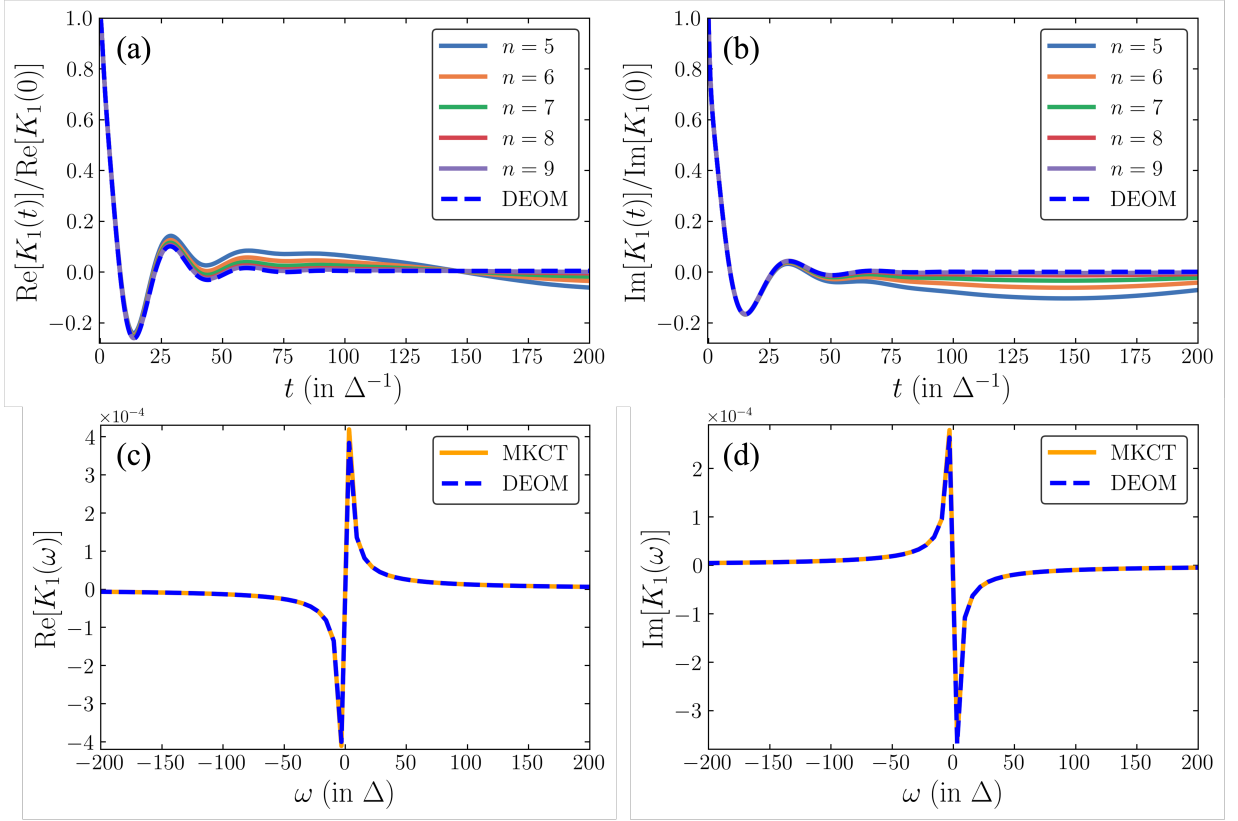 (a)
Re[K₁(t)]/Re[K₁(0)]
1.0
0.8
0.6
0.4
0.2
0.0
−0.2
n = 5
n = 6
n = 7
n = 8
n = 9
DEOM
0 25 50 75 100 125 150 175 200
t (in Δ⁻¹)
(b)
Im[K₁(t)]/Im[K₁(0)]
1.0
0.8
0.6
0.4
0.2
0.0
−0.2
n = 5
n = 6
n = 7
n = 8
n = 9
DEOM
0 25 50 75 100 125 150 175 200
t (in Δ⁻¹)
×10⁻⁴
(c)
Re[K₁(ω)]
4
3
2
1
0
−1
−2
−3
−4
MKCT
DEOM
−200 −150 −100 −50 0 50 100 150 200
ω (in Δ)
×10⁻⁴
(d)
Im[K₁(ω)]
2
1
0
−1
−2
−3
MKCT
DEOM
−200 −150 −100 −50 0 50 100 150 200
ω (in Δ)